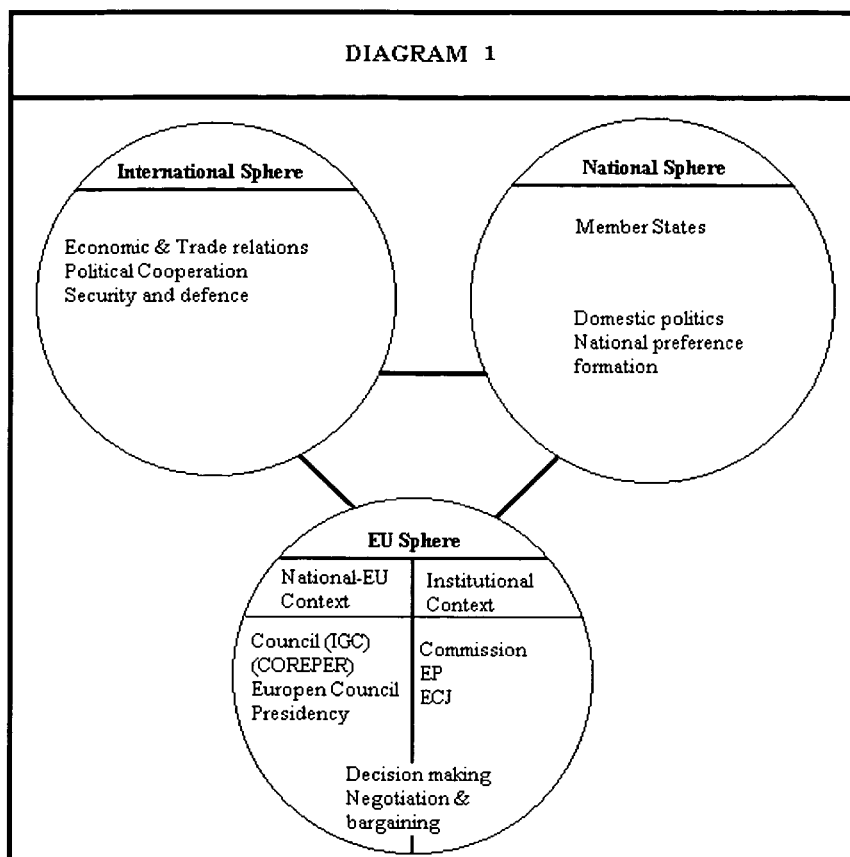 DIAGRAM 1
International Sphere
Economic & Trade relations
Political Cooperation
Security and defence
National Sphere
Member States
Domestic politics
National preference
formation
EU Sphere
National-EU
Context
Institutional
Context
Council (IGC)
(COREPER)
Europen Council
Presidency
Commission
EP
ECJ
Decision making
Negotiation &
bargaining